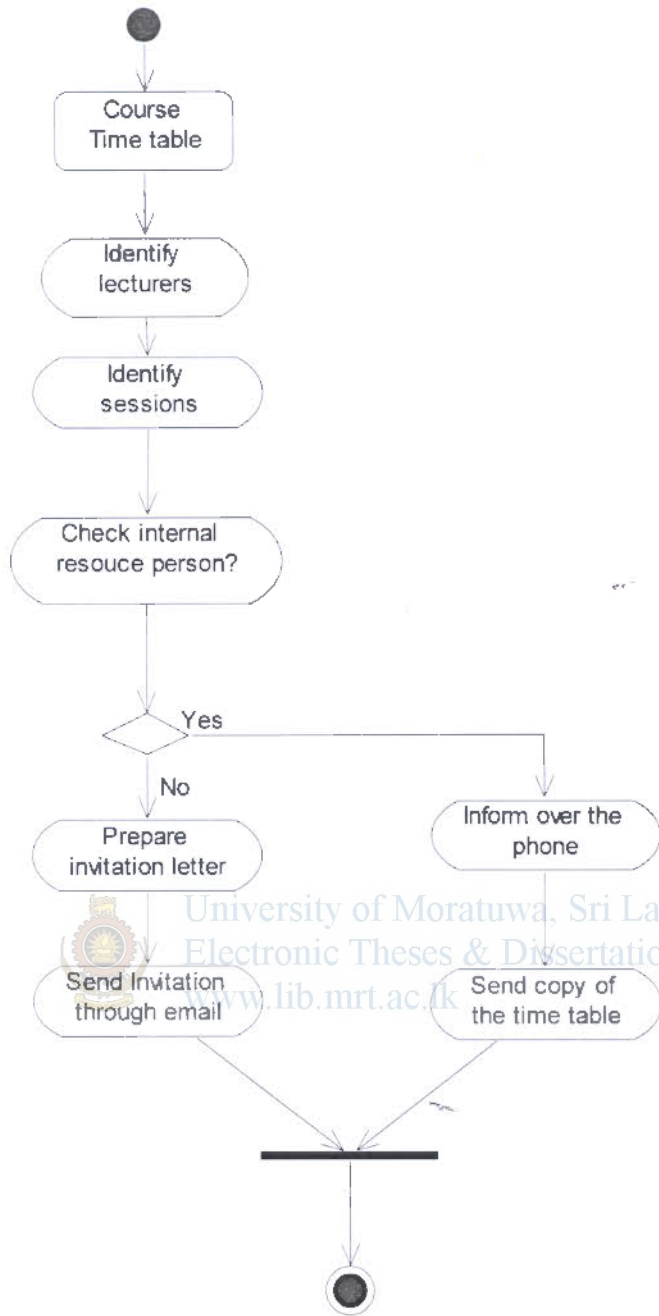 Course
Time table
Identify
lecturers
Identify
sessions
Check internal
resouce person?
Yes
No
Prepare
invitation letter
Inform over the
phone
University of Moratuwa, Sri La
Electronic Theses & Dissertatio
www.lib.mrt.ac.lk
Send Invitation
through email
Send copy of
the time table